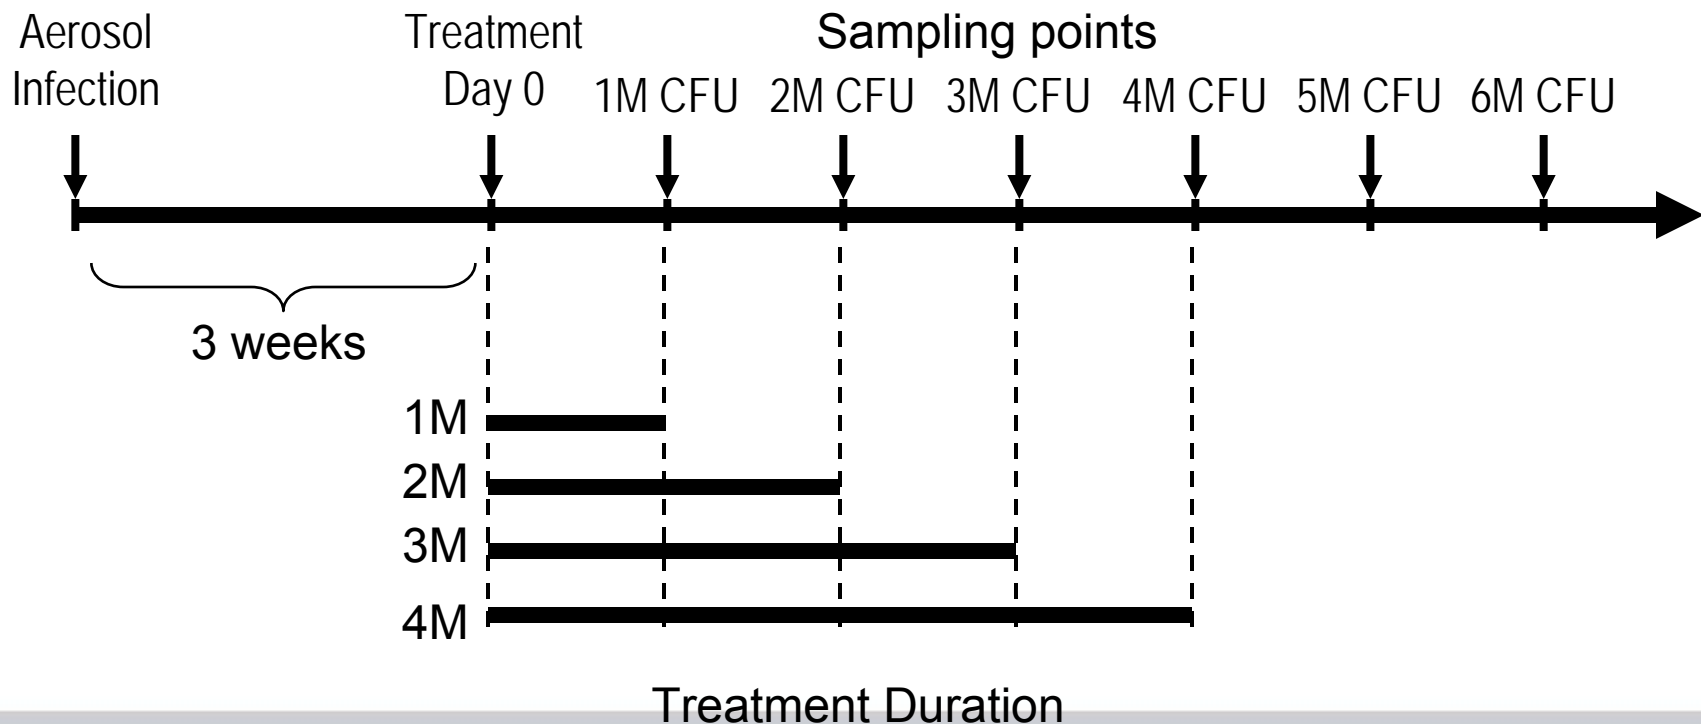 Aerosol
Infection
Treatment
Day 0
Sampling points
1M CFU 2M CFU 3M CFU 4M CFU 5M CFU 6M CFU
3 weeks
1M
2M
3M
4M
Treatment Duration